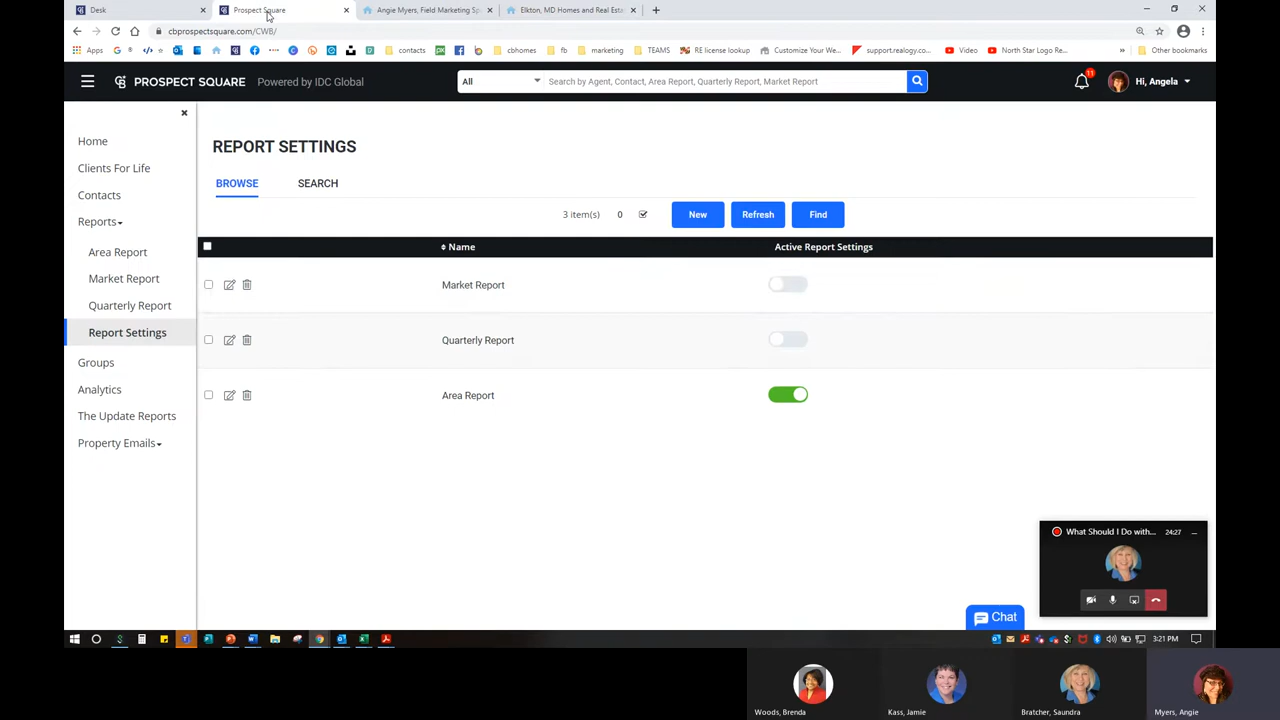 Desk
Prospect Square
Angie Myers, Field Marketing Sp
Elkton, MD Homes and Real Esta
cbprospectsquare.com/CWB/
Apps
contacts
cbhomes
fb
marketing
TEAMS
RE license lookup
Customize Your We...
support.realogy.co...
Video
North Star Logo Re...
Other bookmarks
PROSPECT SQUARE
Powered by IDC Global
All
Search by Agent, Contact, Area Report, Quarterly Report, Market Report
11
Hi, Angela
Home
Clients For Life
Contacts
Reports
Area Report
Market Report
Quarterly Report
Report Settings
Groups
Analytics
The Update Reports
Property Emails
REPORT SETTINGS
BROWSE
SEARCH
3 item(s)
0
New
Refresh
Find
Name
Active Report Settings
Market Report
Quarterly Report
Area Report
What Should I Do with...
24:27
Chat
3:21 PM
Woods, Brenda
Kass, Jamie
Bratcher, Saundra
Myers, Angie